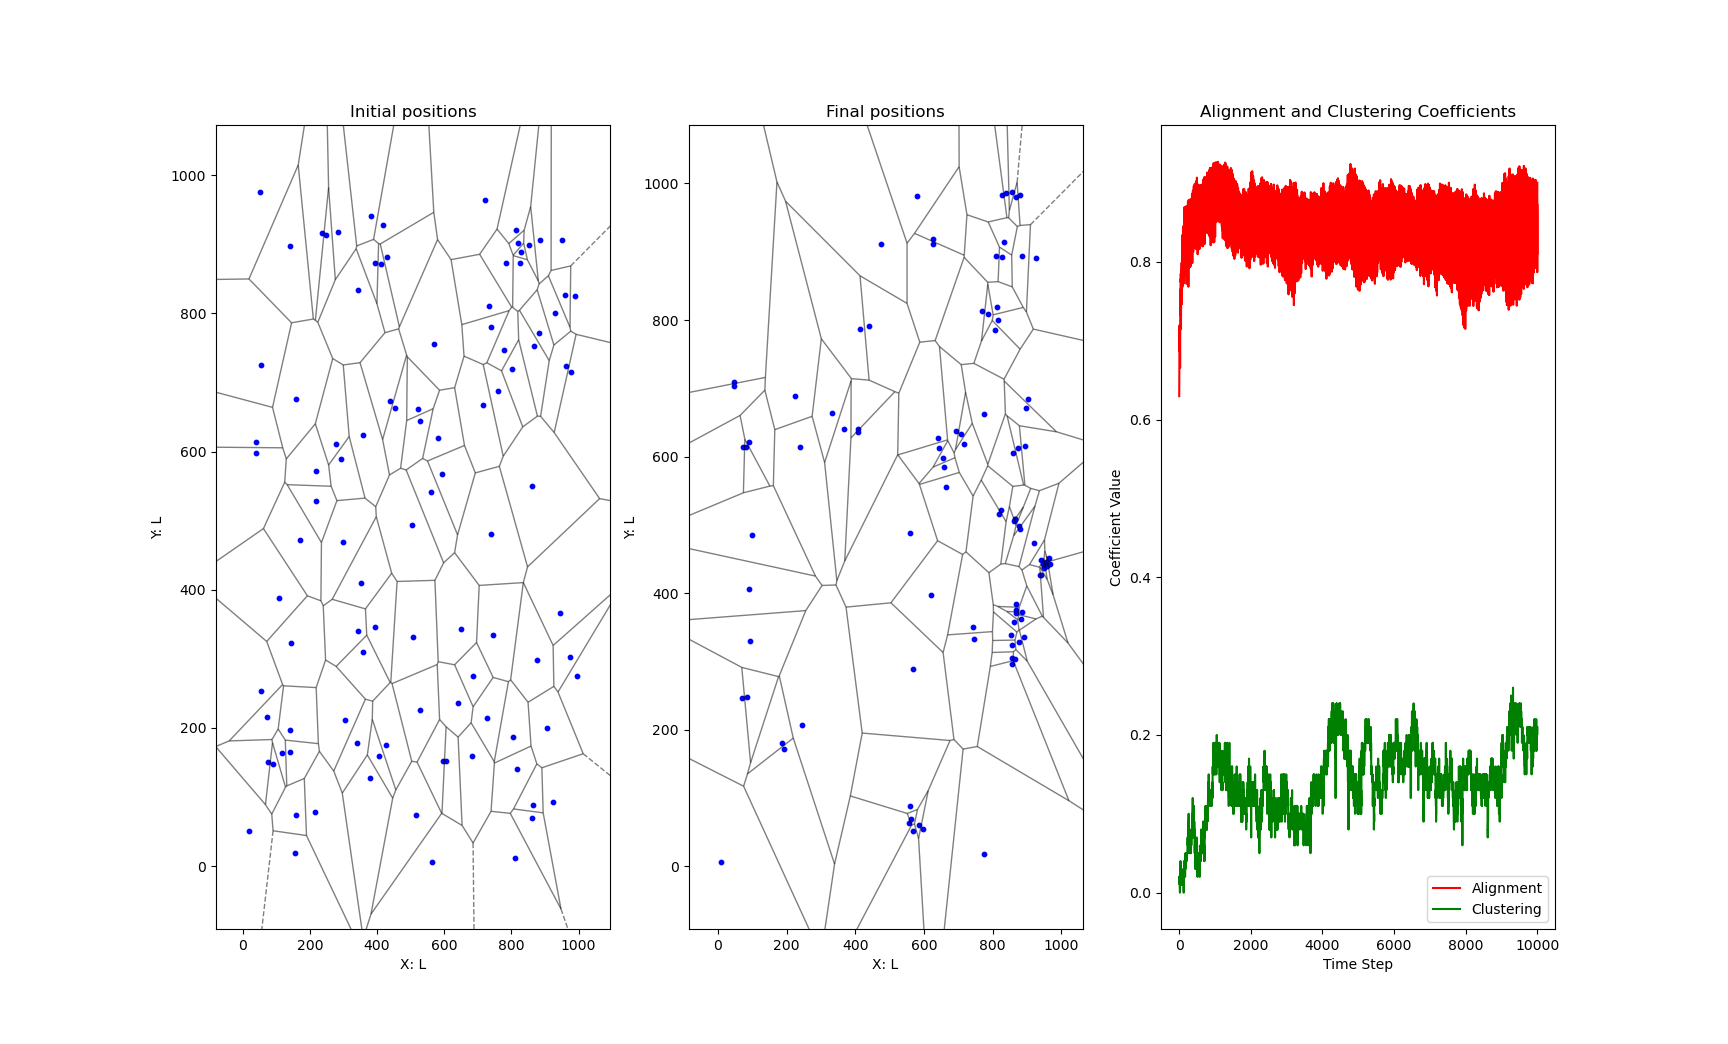 Initial positions
Final positions
Alignment and Clustering Coefficients
1000
800
600
400
200
0
Y: L
0 200 400 600 800 1000
X: L
1000
800
600
400
200
0
Y: L
0 200 400 600 800 1000
X: L
0.8
0.6
0.4
0.2
0.0
Coefficient Value
0 2000 4000 6000 8000 10000
Time Step
Alignment
Clustering